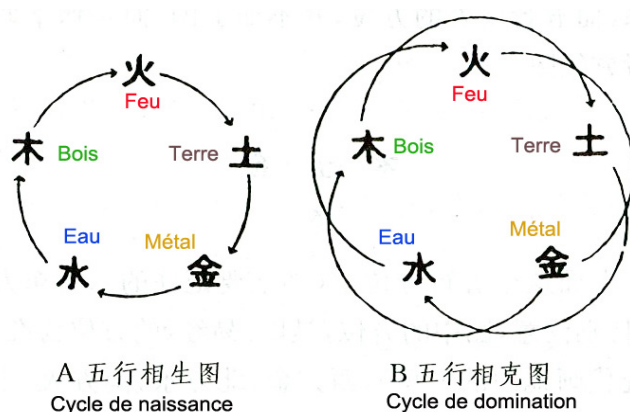 火
Feu
木 Bois
Terre 土
Eau
水
Métal
金
A 五行相生图
Cycle de naissance
火
Feu
木 Bois
Terre 土
Eau
水
Métal
金
B 五行相克图
Cycle de domination